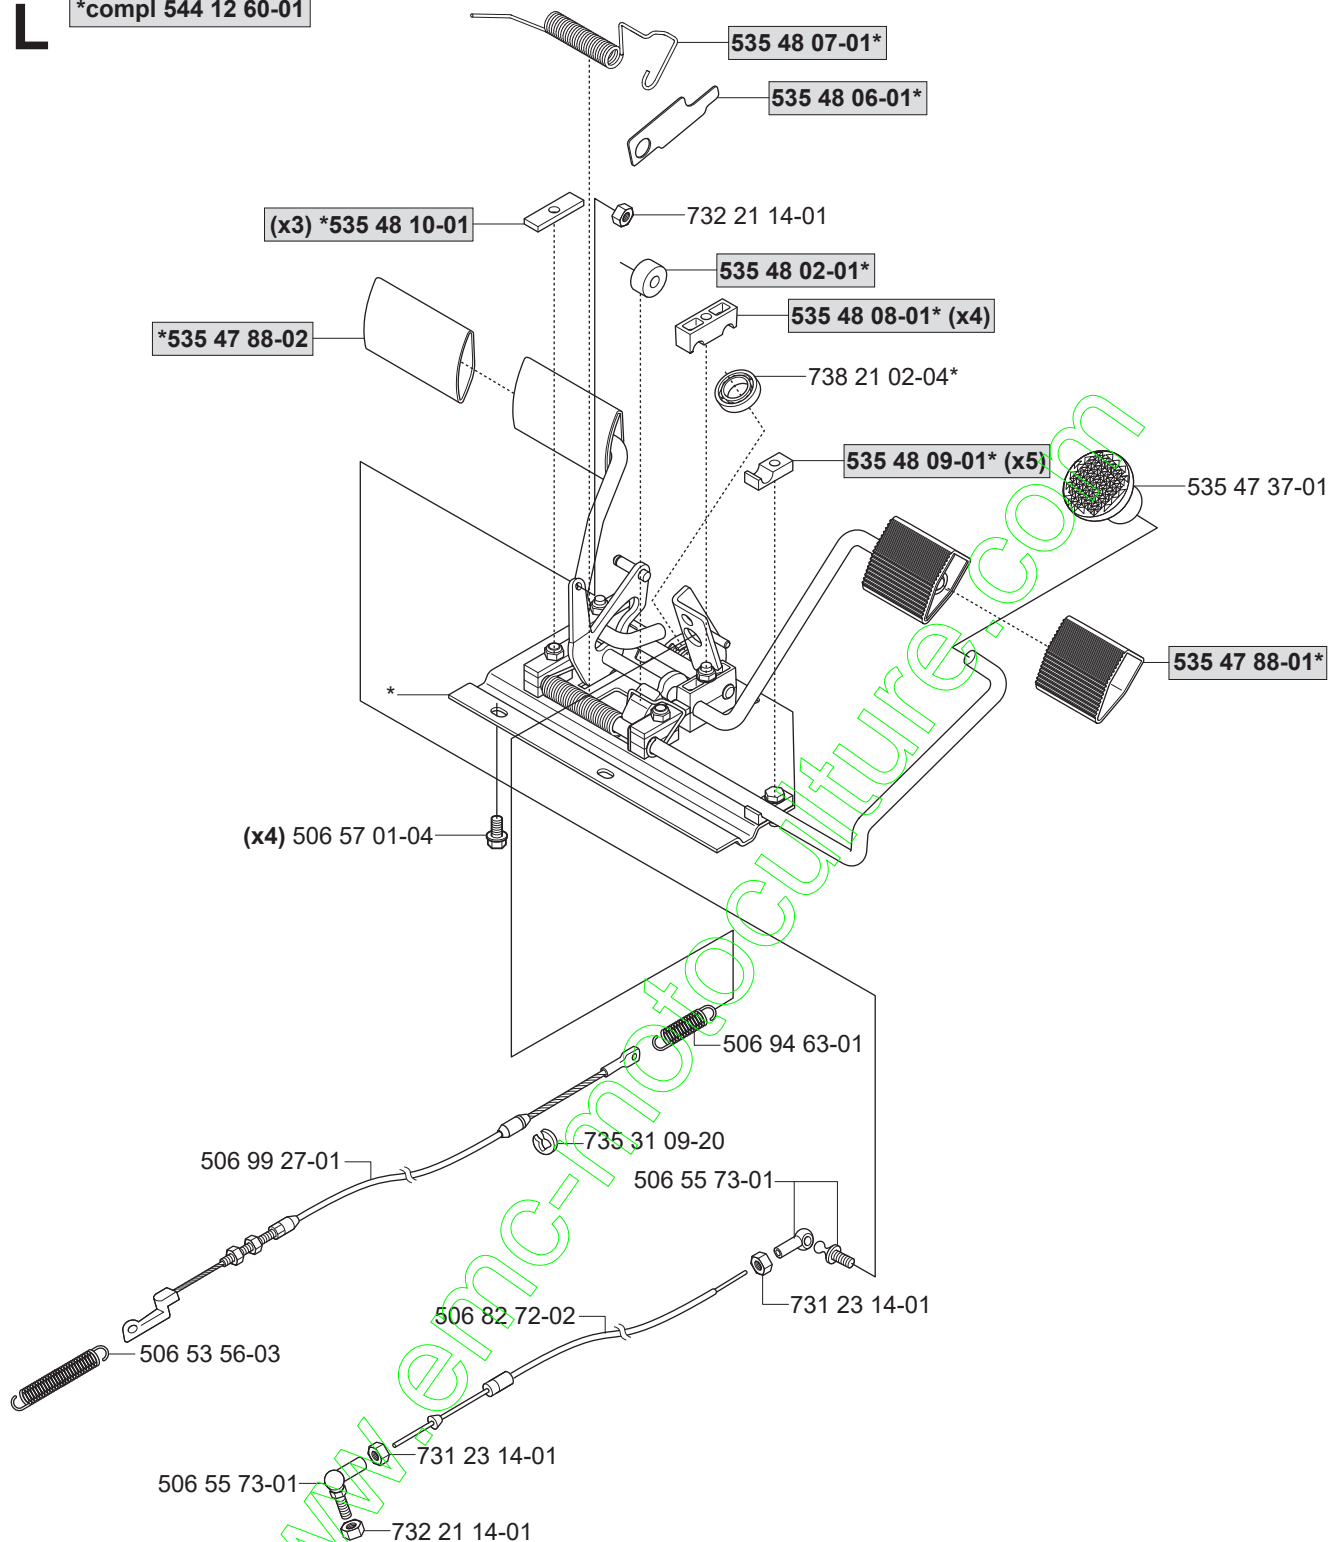 L
*compl 544 12 60-01
535 48 07-01*
535 48 06-01*
(x3) *535 48 10-01
732 21 14-01
535 48 02-01*
535 48 08-01* (x4)
*535 47 88-02
738 21 02-04*
535 48 09-01* (x5)
535 47 37-01
535 47 88-01*
*
(x4) 506 57 01-04
506 94 63-01
735 31 09-20
506 99 27-01
506 55 73-01
731 23 14-01
506 82 72-02
506 53 56-03
731 23 14-01
506 55 73-01
732 21 14-01
www.emc-motoculture.com